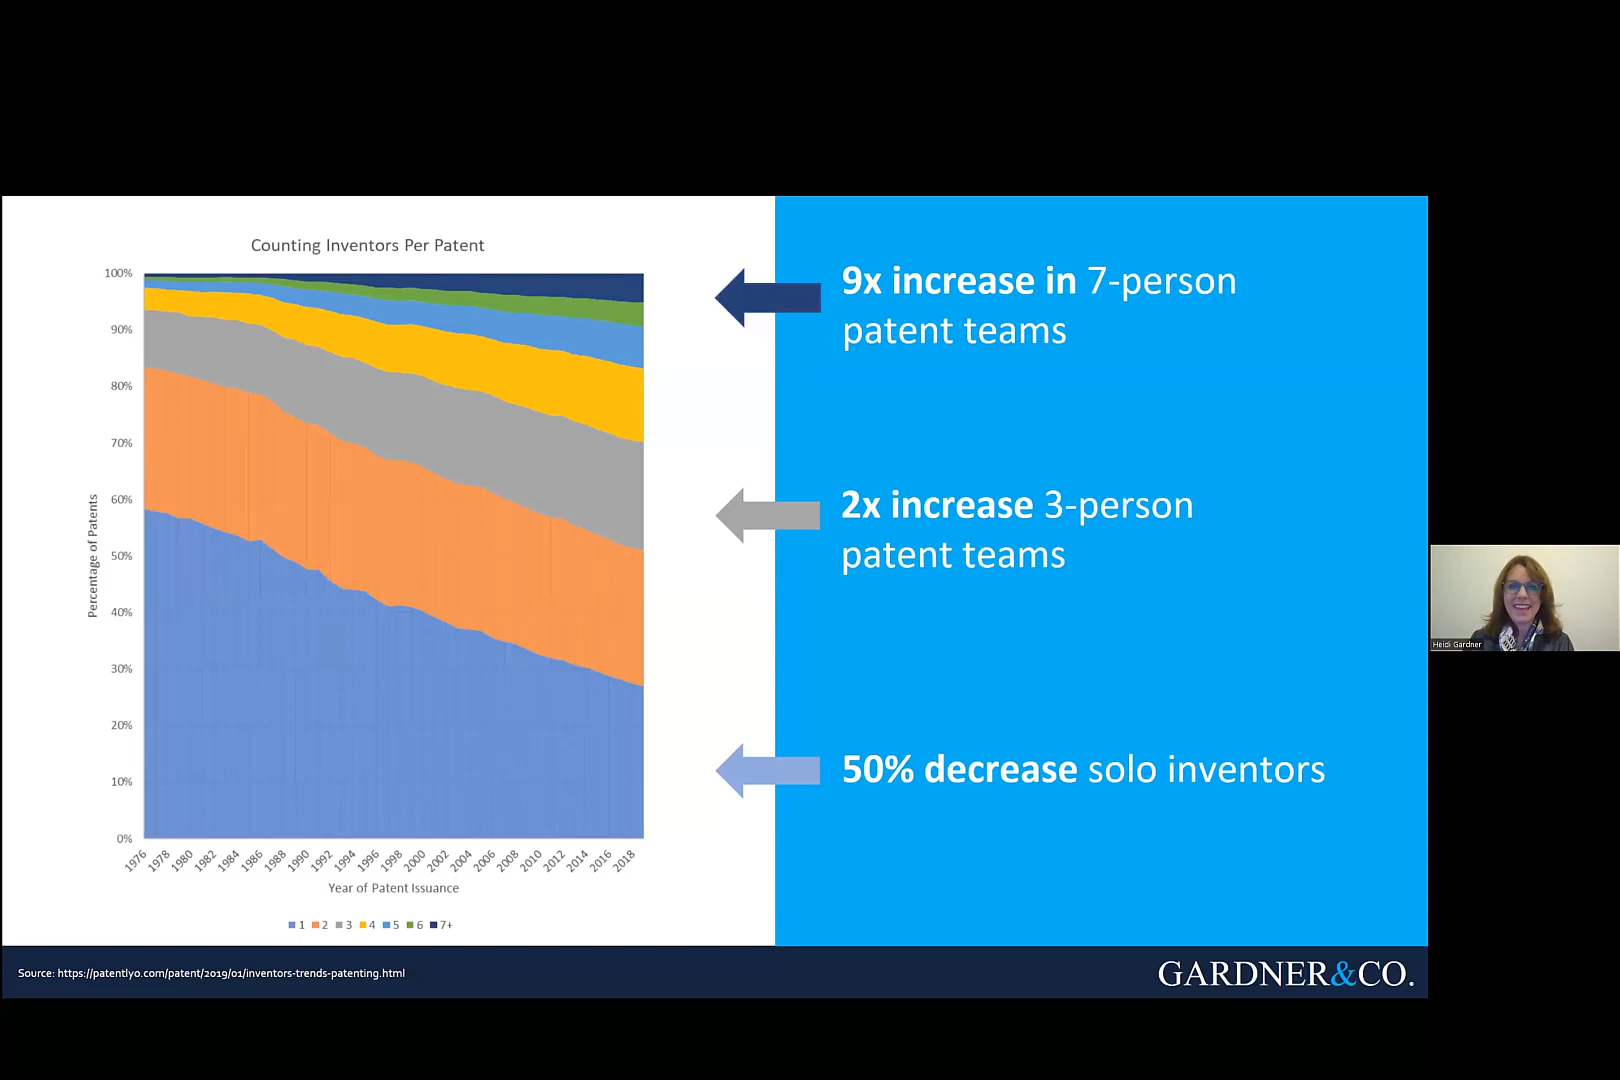 Counting Inventors Per Patent
100%
90%
80%
70%
60%
50%
40%
30%
20%
10%
0%
Percentage of Patents
1976 1978 1980 1982 1984 1986 1988 1990 1992 1994 1996 1998 2000 2002 2004 2006 2008 2010 2012 2014 2016 2018
Year of Patent Issuance
1 2 3 4 5 6 7+
9x increase in 7-person
patent teams
2x increase 3-person
patent teams
50% decrease solo inventors
Heidi Gardner
Source: https://patentlyo.com/patent/2019/01/inventors-trends-patenting.html
GARDNER&CO.